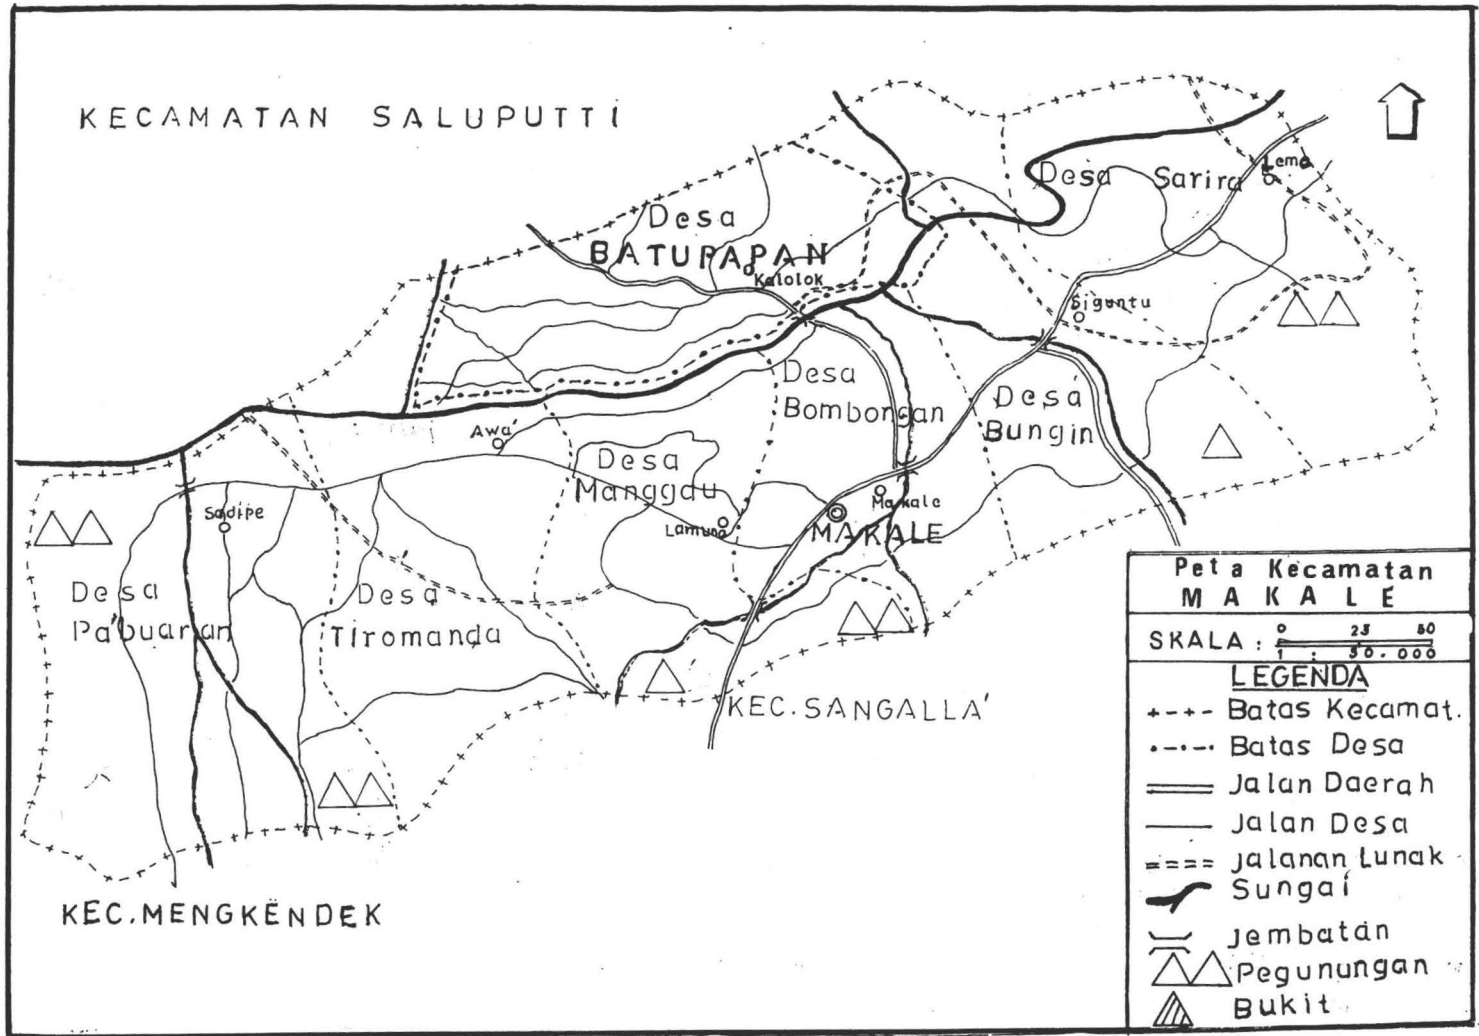 KECAMATAN SALUPUTTI
Desa Sarira
Lemo
Desa
BATUPAPAN
Kalolok
Siguntu
Desa
Bombongan
Desa
Bungin
Awa'
Desa
Manggau
Sadipe
Makale
Lamuna
MAKALE
Desa
Pa'buaran
Desa
Tiromanda
KEC. SANGALLA'
KEC. MENGKENDEK
Peta Kecamatan
MAKALE
SKALA : 0 25 50
1 : 50.000
LEGENDA
Batas Kecamat.
Batas Desa
Jalan Daerah
Jalan Desa
Jalanan Lunak
Sungai
Jembatan
Pegunungan
Bukit